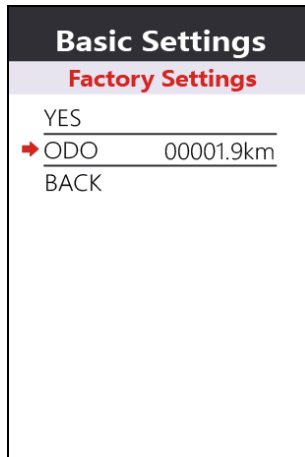 Basic Settings
Factory Settings
YES
ODO 00001.9km
BACK